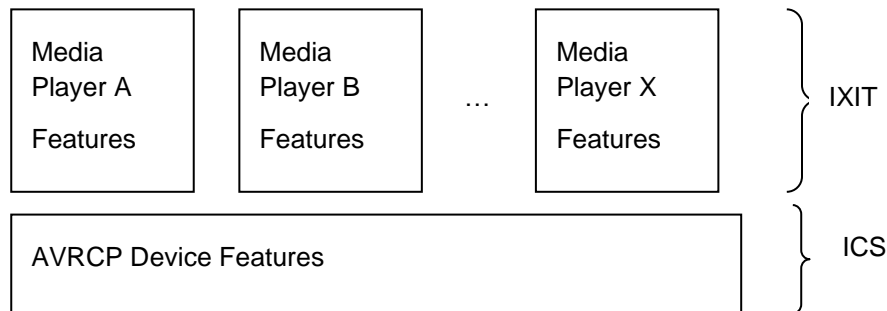 Media
Player A
Features
Media
Player B
Features
...
Media
Player X
Features
IXIT
AVRCP Device Features
ICS